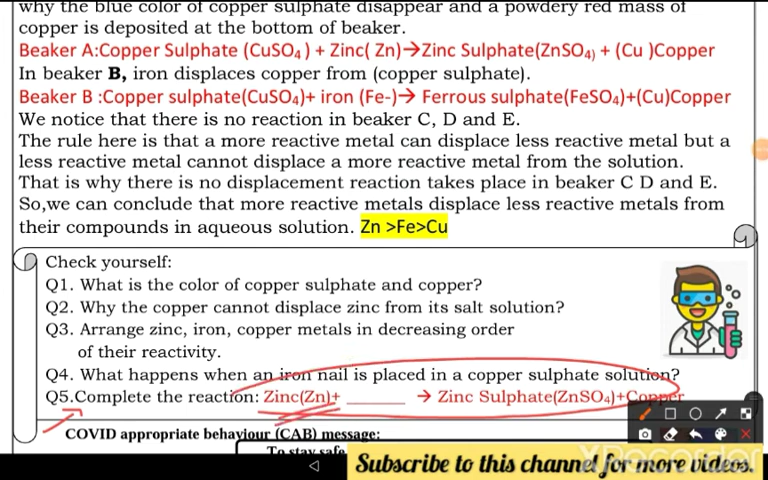 why the blue color of copper sulphate disappear and a powdery red mass of
copper is deposited at the bottom of beaker.
Beaker A:Copper Sulphate (CuSO₄ ) + Zinc( Zn)→Zinc Sulphate(ZnSO₄) + (Cu )Copper
In beaker B, iron displaces copper from (copper sulphate).
Beaker B :Copper sulphate(CuSO₄)+ iron (Fe-)→ Ferrous sulphate(FeSO₄)+(Cu)Copper
We notice that there is no reaction in beaker C, D and E.
The rule here is that a more reactive metal can displace less reactive metal but a
less reactive metal cannot displace a more reactive metal from the solution.
That is why there is no displacement reaction takes place in beaker C D and E.
So,we can conclude that more reactive metals displace less reactive metals from
their compounds in aqueous solution. Zn >Fe>Cu
Check yourself:
Q1. What is the color of copper sulphate and copper?
Q2. Why the copper cannot displace zinc from its salt solution?
Q3. Arrange zinc, iron, copper metals in decreasing order
of their reactivity.
Q4. What happens when an iron nail is placed in a copper sulphate solution?
Q5.Complete the reaction: Zinc(Zn)+ ______ → Zinc Sulphate(ZnSO₄)+Copper
COVID appropriate behaviour (CAB) message:
To stay safe
Subscribe to this channel for more videos.